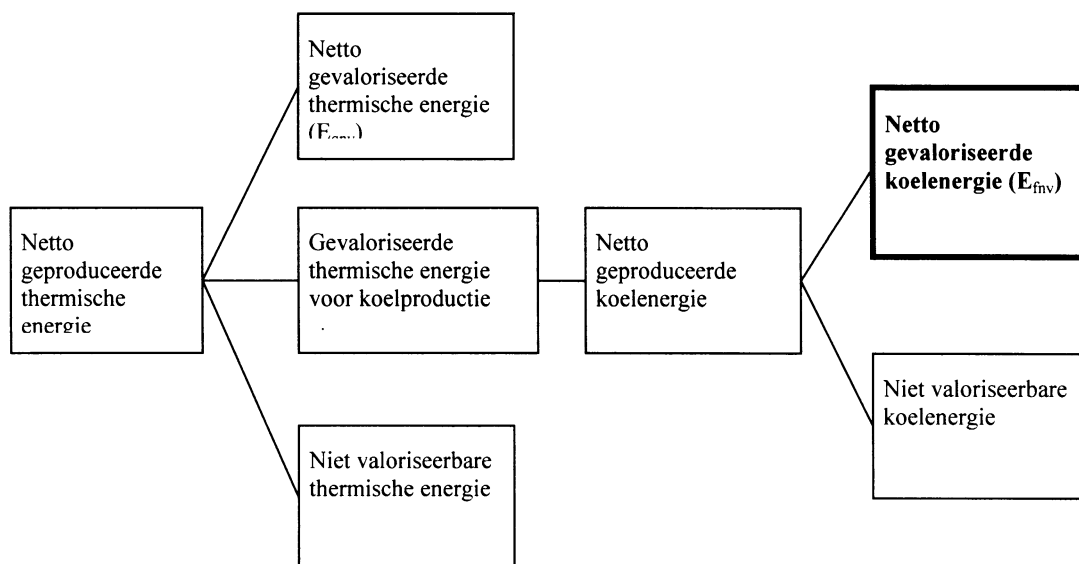 Netto
gevaloriseerde
thermische energie
Netto
geproduceerde
thermische
energie
Gevaloriseerde
thermische energie
voor koelproductie
Niet valoriseerbare
thermische energie
Netto
geproduceerde
koelenergie
Netto
gevaloriseerde
koelenergie (Efnv)
Niet valoriseerbare
koelenergie